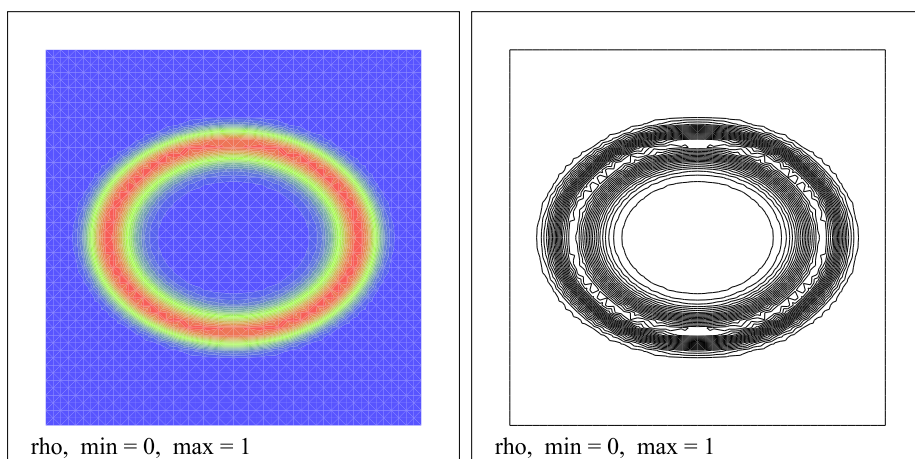 rho, min = 0, max = 1
rho, min = 0, max = 1